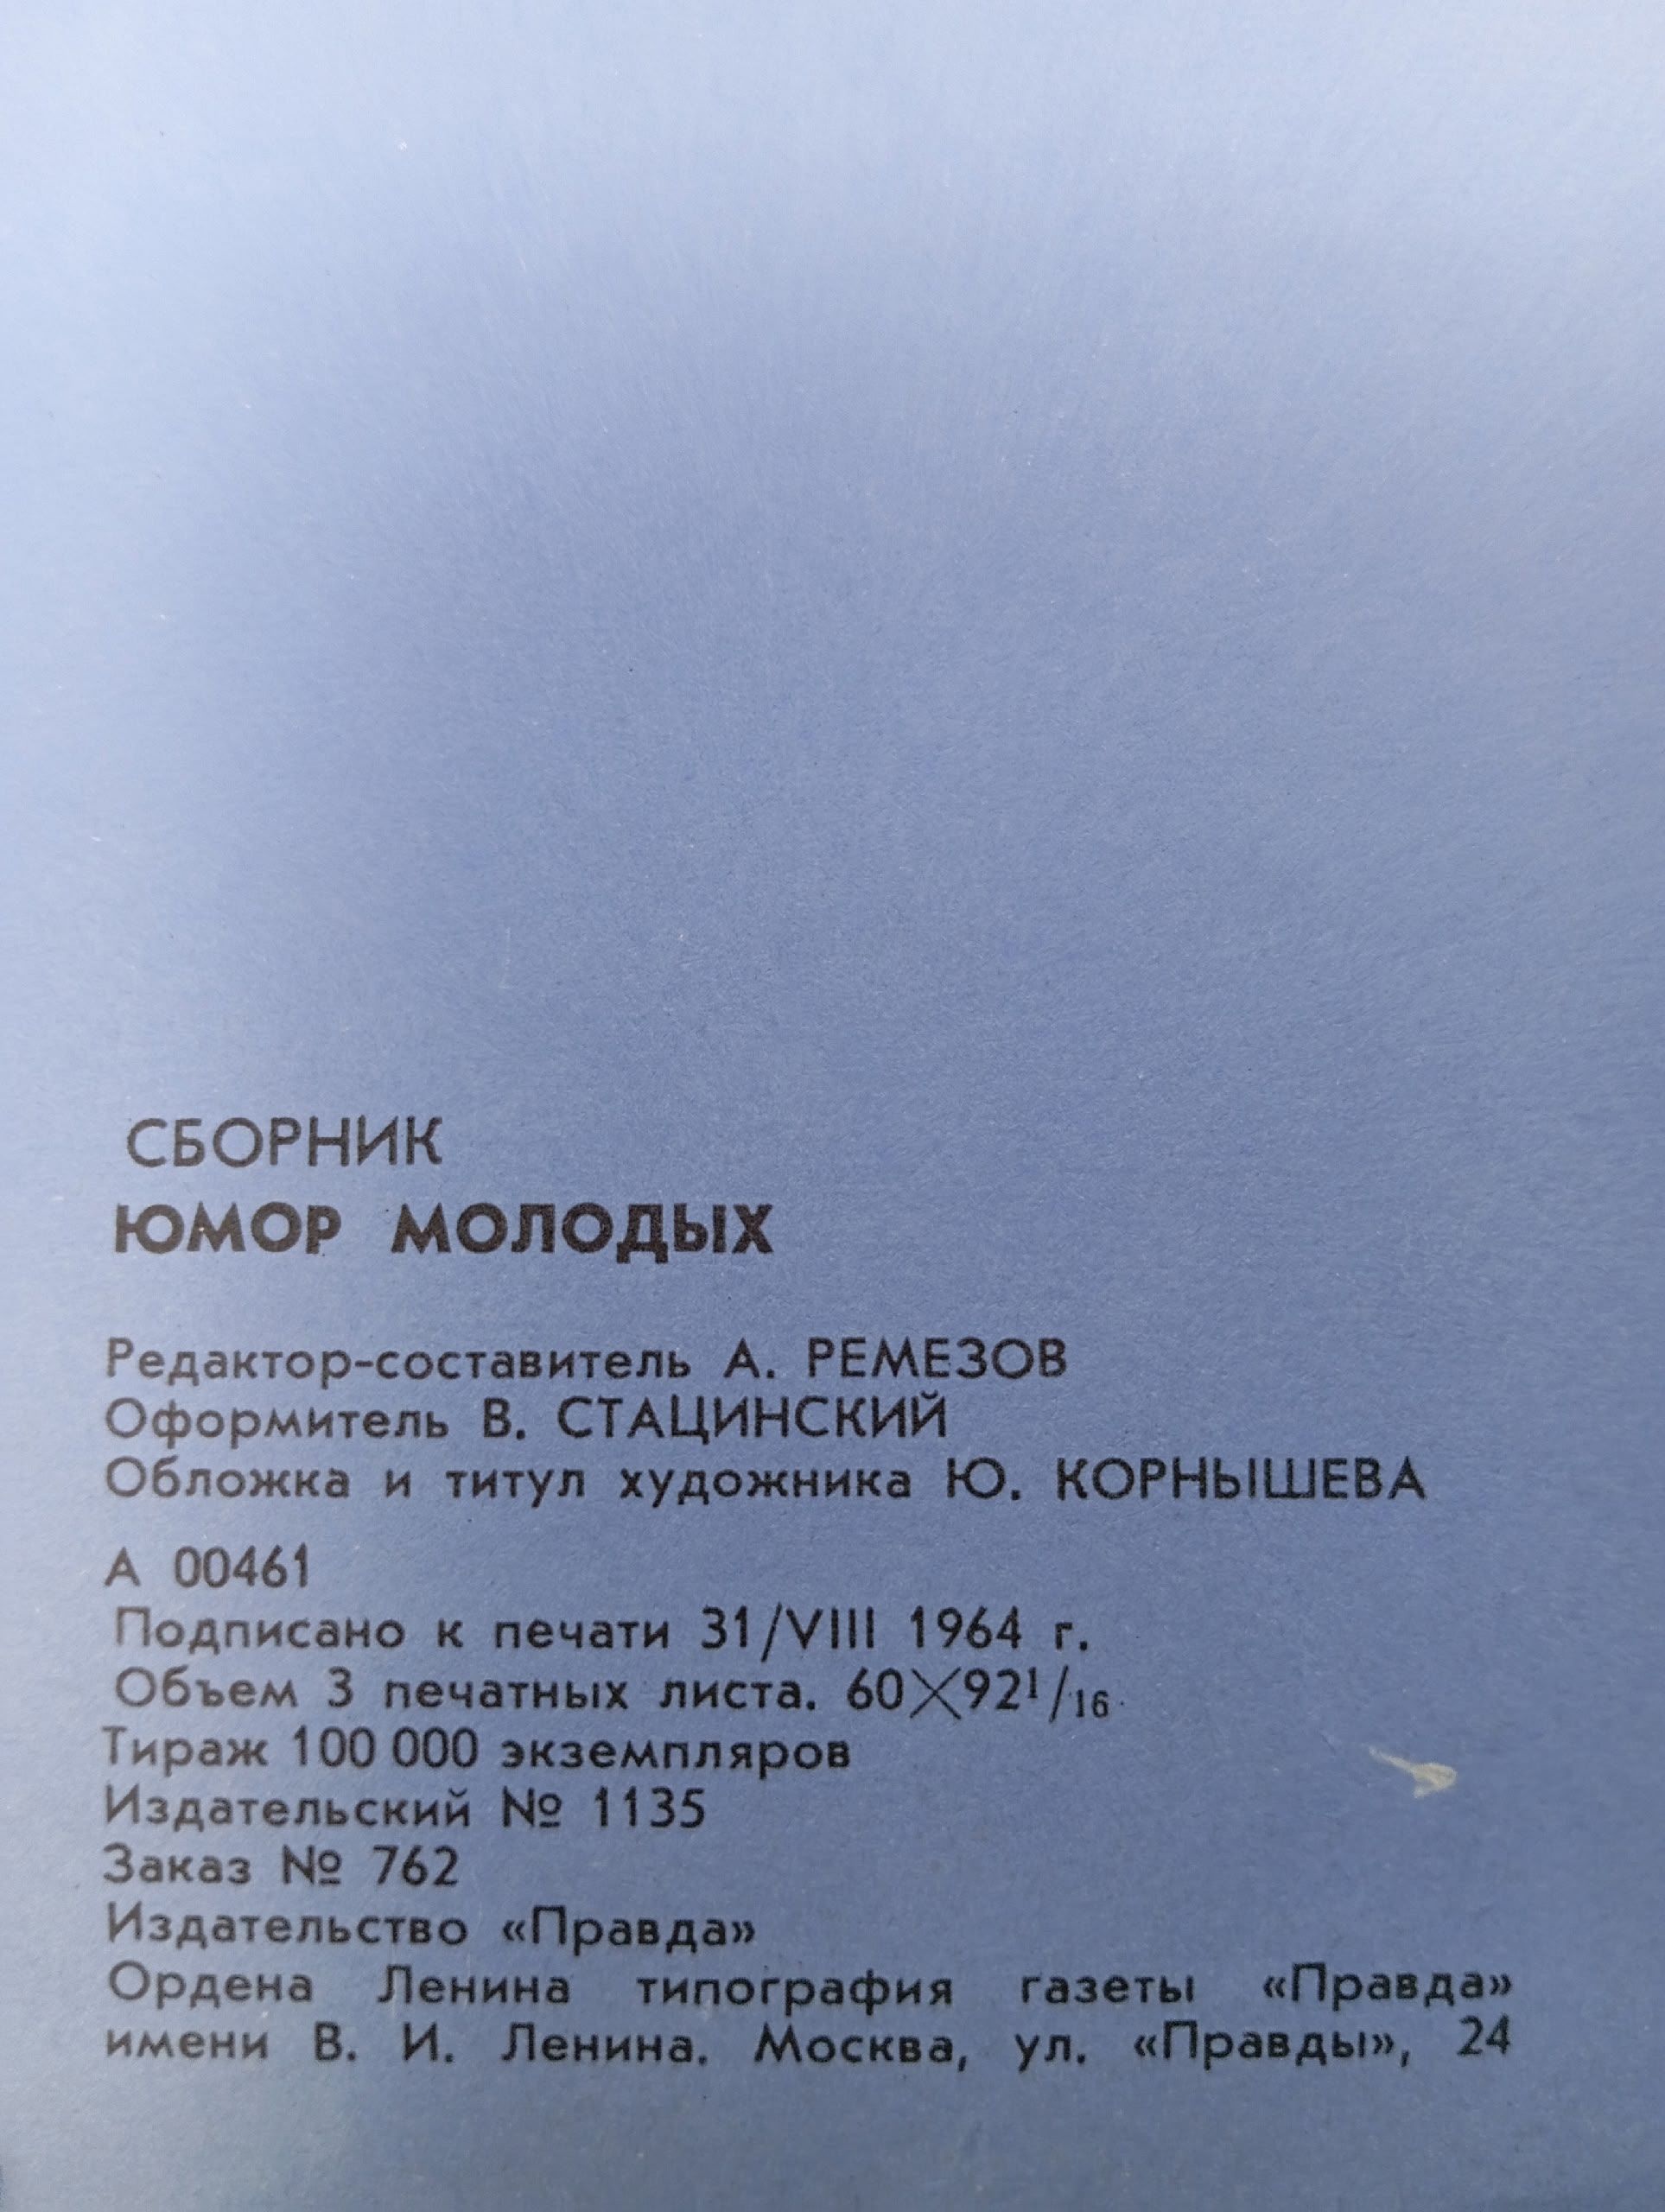 СБОРНИК
ЮМОР МОЛОДЫХ
Редактор-составитель А. РЕМЕЗОВ
Оформитель В. СТАЦИНСКИЙ
Обложка и титул художника Ю. КОРНЫШЕВА
А 00461
Подписано к печати 31/VIII 1964 г.
Объем 3 печатных листа. 60×92¹/₁₆.
Тираж 100 000 экземпляров
Издательский № 1135
Заказ № 762
Издательство «Правда»
Ордена Ленина типография газеты «Правда»
имени В. И. Ленина. Москва, ул. «Правды», 24